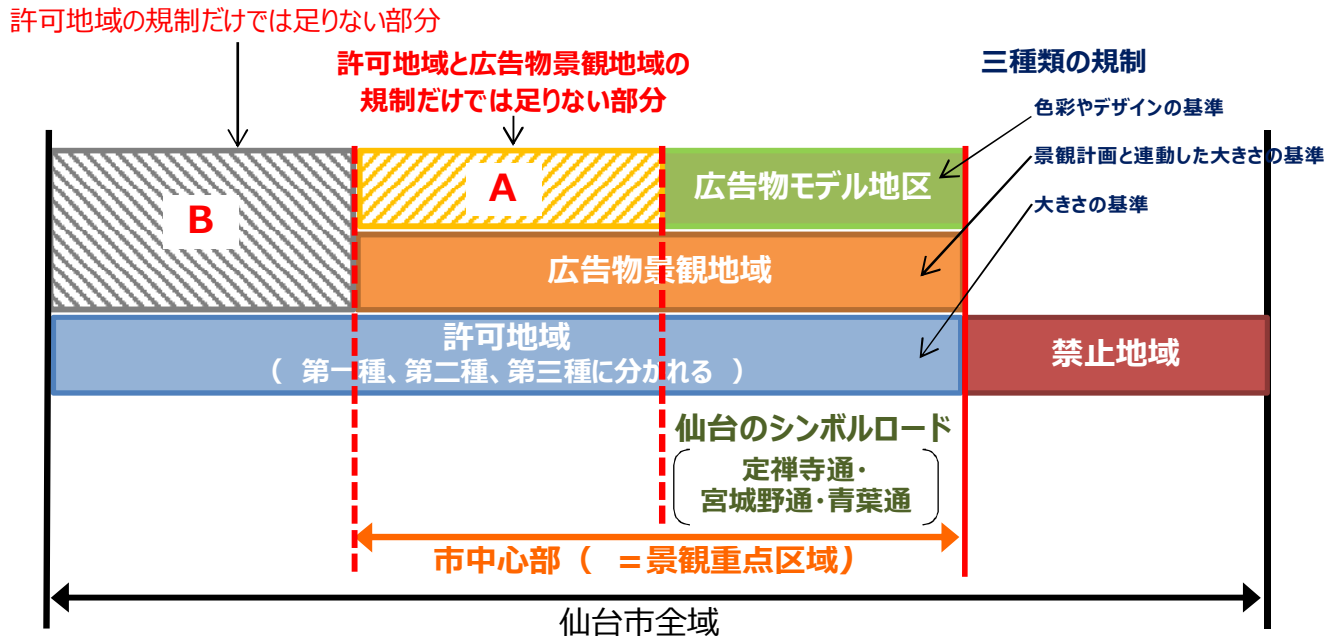 許可地域の規制だけでは足りない部分
許可地域と広告物景観地域の
規制だけでは足りない部分
三種類の規制
色彩やデザインの基準
景観計画と連動した大きさの基準
大きさの基準
B
A
広告物モデル地区
広告物景観地域
許可地域
（ 第一種、第二種、第三種に分かれる ）
禁止地域
仙台のシンボルロード
定禅寺通・
宮城野通・青葉通
市中心部（ ＝景観重点区域）
仙台市全域